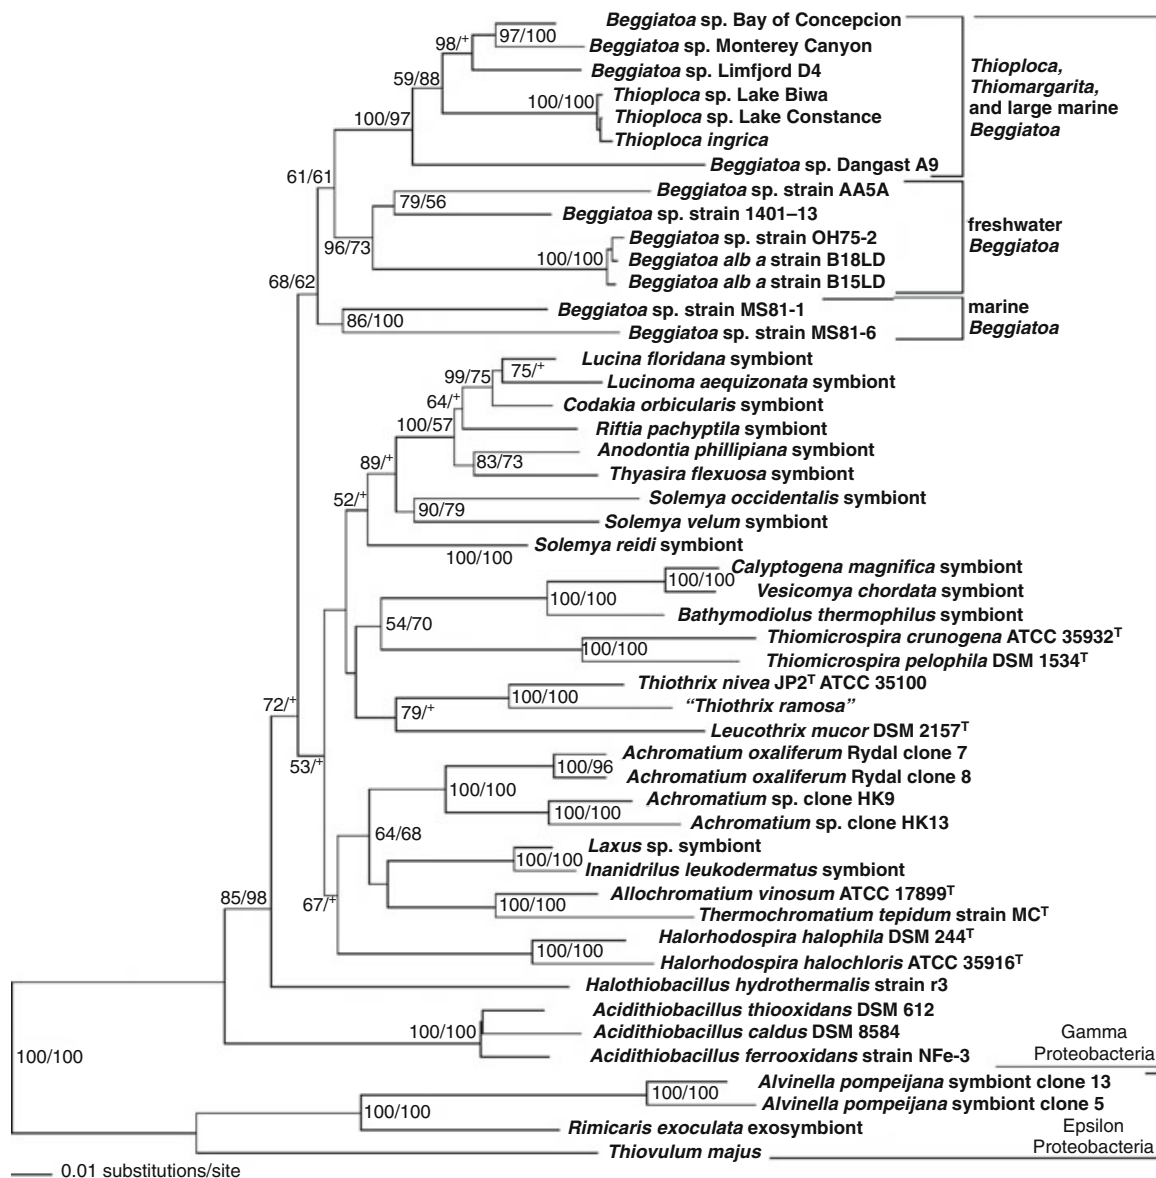 Beggiatoa sp. Bay of Concepcion
97/100
98/+
Beggiatoa sp. Monterey Canyon
Beggiatoa sp. Limfjord D4
59/88
Thioploca sp. Lake Biwa
100/100
Thioploca sp. Lake Constance
100/97
Thioploca ingrica
Beggiatoa sp. Dangast A9
Thioploca,
Thiomargarita,
and large marine
Beggiatoa
61/61
Beggiatoa sp. strain AA5A
79/56
Beggiatoa sp. strain 1401–13
96/73
Beggiatoa sp. strain OH75-2
100/100
Beggiatoa alb a strain B18LD
Beggiatoa alb a strain B15LD
freshwater
Beggiatoa
68/62
Beggiatoa sp. strain MS81-1
86/100
Beggiatoa sp. strain MS81-6
marine
Beggiatoa
Lucina floridana symbiont
75/+
99/75
Lucinoma aequizonata symbiont
64/+
Codakia orbicularis symbiont
100/57
Riftia pachyptila symbiont
Anodontia phillipiana symbiont
83/73
89/+
Thyasira flexuosa symbiont
52/+
Solemya occidentalis symbiont
90/79
Solemya velum symbiont
Solemya reidi symbiont
100/100
Calyptogena magnifica symbiont
100/100
Vesicomya chordata symbiont
100/100
Bathymodiolus thermophilus symbiont
54/70
Thiomicrospira crunogena ATCC 35932T
100/100
Thiomicrospira pelophila DSM 1534T
Thiothrix nivea JP2T ATCC 35100
100/100
“Thiothrix ramosa”
72/+
79/+
Leucothrix mucor DSM 2157T
53/+
Achromatium oxaliferum Rydal clone 7
100/96
Achromatium oxaliferum Rydal clone 8
100/100
Achromatium sp. clone HK9
100/100
Achromatium sp. clone HK13
64/68
Laxus sp. symbiont
100/100
Inanidrilus leukodermatus symbiont
Allochromatium vinosum ATCC 17899T
85/98
67/+
100/100
Thermochromatium tepidum strain MCT
Halorhodospira halophila DSM 244T
100/100
Halorhodospira halochloris ATCC 35916T
Halothiobacillus hydrothermalis strain r3
Acidithiobacillus thiooxidans DSM 612
100/100
Acidithiobacillus caldus DSM 8584
Acidithiobacillus ferrooxidans strain NFe-3
Gamma
Proteobacteria
100/100
Alvinella pompeijana symbiont clone 13
100/100
Alvinella pompeijana symbiont clone 5
100/100
Rimicaris exoculata exosymbiont
Thiovulum majus
Epsilon
Proteobacteria
0.01 substitutions/site